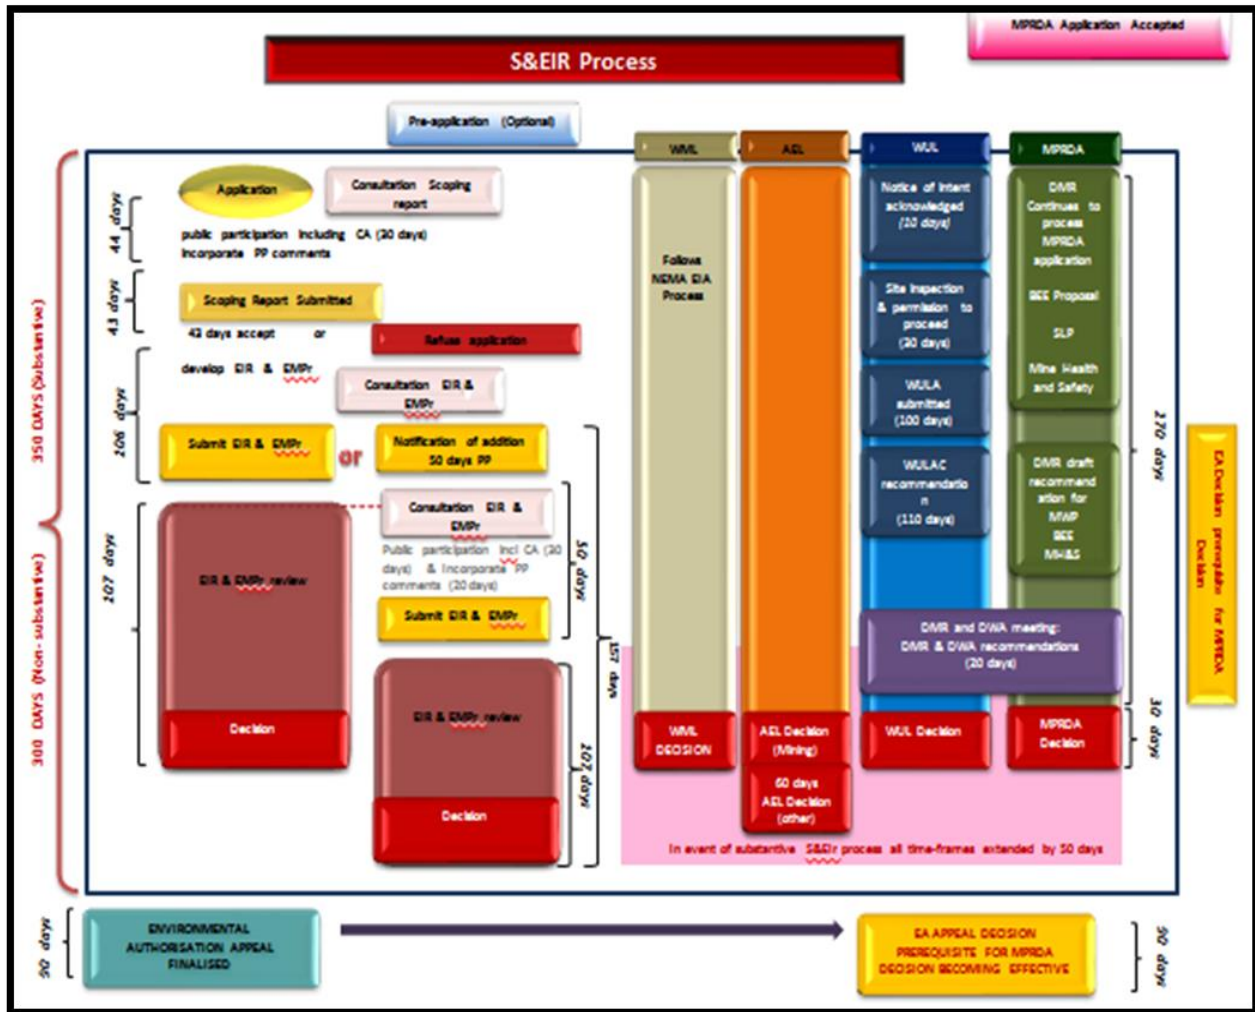 MPRDA Application Accepted
S&EIR Process
Pre-application (Optional)
WML
AEL
WUL
MPRDA
350 DAYS (Substantive)
300 DAYS (Non- substantive)
44 days
Application
Consultation Scoping
report
public participation including CA (30 days)
Incorporate PP comments
43 days
Scoping Report Submitted
43 days accept or
Refuse application
106 days
develop EIR & EMPr
Consultation EIR &
EMPr
Submit EIR & EMPr
or
Notification of addition
50 days PP
107 days
EIR & EMPr review
Decision
Consultation EIR &
EMPr
Public participation incl CA (30
days) & Incorporate PP
comments (20 days)
Submit EIR & EMPr
50 days
157 days
EIR & EMPr review
Decision
107 days
Follows
NEMA EIA
Process
WML
DECISION
AEL Decision
(Mining)
60 days
AEL Decision
(other)
Notice of Intent
acknowledged
Site inspection
& permission to
proceed
(30 days)
WULA
submitted
(100 days)
WULAC
recommendatio
n
(110 days)
DMR and DWA meeting:
DMR & DWA recommendations
(20 days)
WUL Decision
DMR
Continues to
process
MPRDA
application
BEE Proposal
SLP
Mine Health
and Safety
DMR draft
recommend
ation for
MWP
BEE
MH&S
MPRDA
Decision
270 days
30 days
EA Decision prerequisite for MPRDA
Decision
In event of substantive S&EIr process all time-frames extended by 50 days
90 days
ENVIRONMENTAL
AUTHORISATION APPEAL
FINALISED
EA APPEAL DECISION
PREREQUISITE FOR MPRDA
DECISION BECOMING EFFECTIVE
90 days